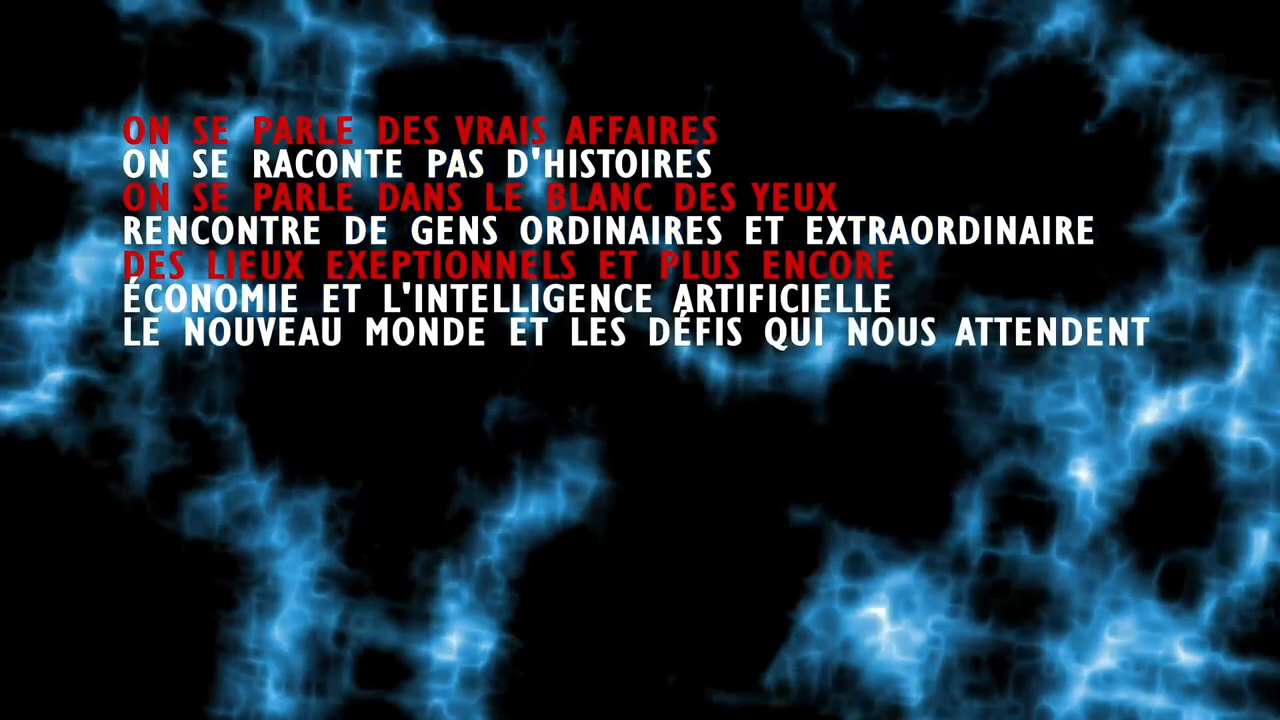 ON SE PARLE DES VRAIS AFFAIRES
ON SE RACONTE PAS D'HISTOIRES
ON SE PARLE DANS LE BLANC DES YEUX
RENCONTRE DE GENS ORDINAIRES ET EXTRAORDINAIRE
DES LIEUX EXEPTIONNELS ET PLUS ENCORE
ÉCONOMIE ET L'INTELLIGENCE ARTIFICIELLE
LE NOUVEAU MONDE ET LES DÉFIS QUI NOUS ATTENDENT